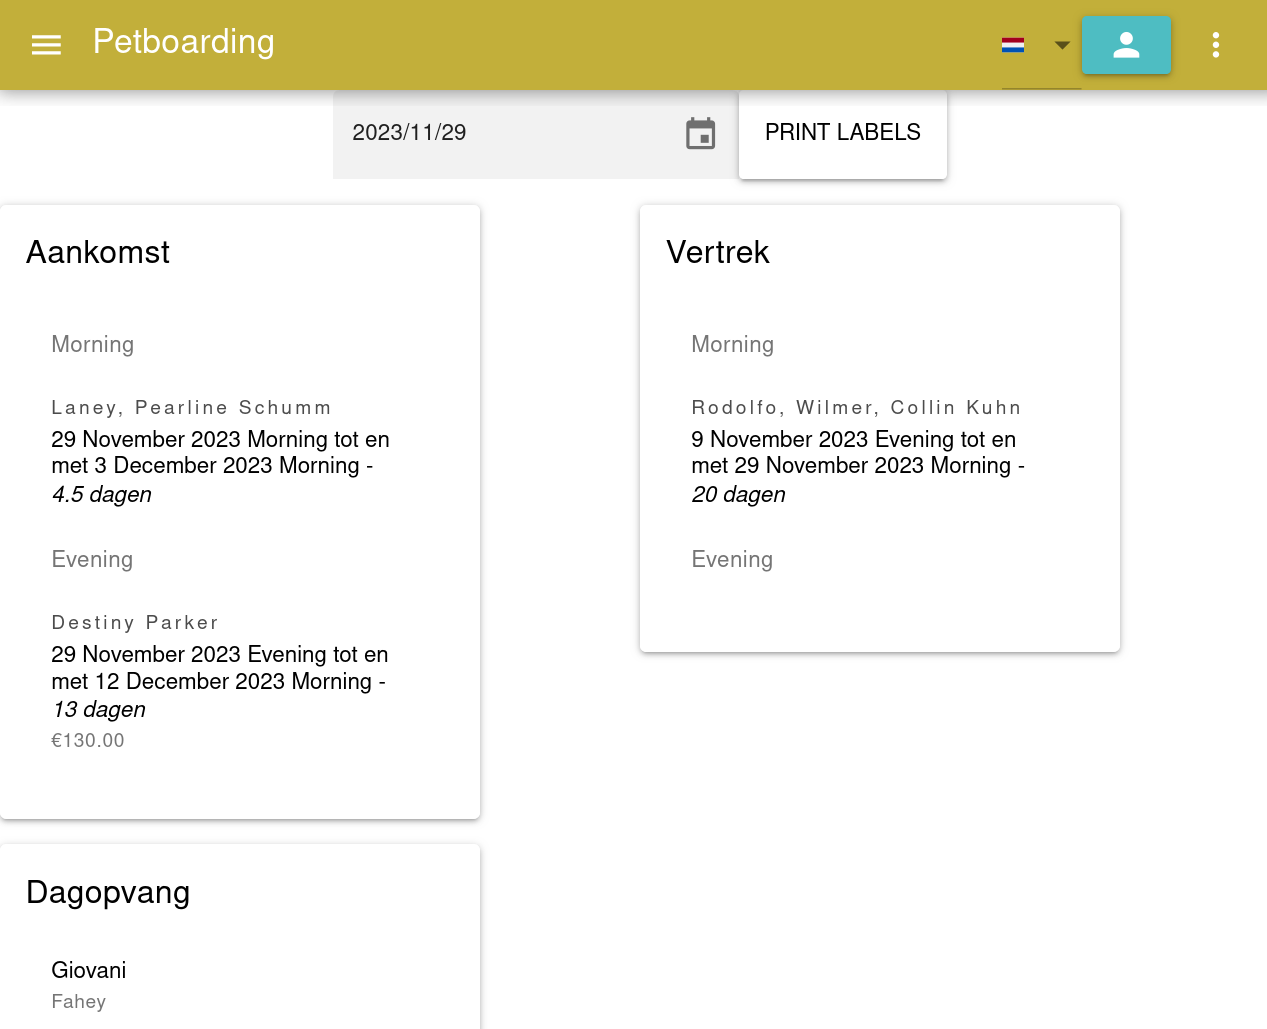 Petboarding
2023/11/29
PRINT LABELS
Aankomst
Morning
Laney, Pearline Schumm
29 November 2023 Morning tot en
met 3 December 2023 Morning -
4.5 dagen
Evening
Destiny Parker
29 November 2023 Evening tot en
met 12 December 2023 Morning -
13 dagen
€130.00
Vertrek
Morning
Rodolfo, Wilmer, Collin Kuhn
9 November 2023 Evening tot en
met 29 November 2023 Morning -
20 dagen
Evening
Dagopvang
Giovani
Fahey